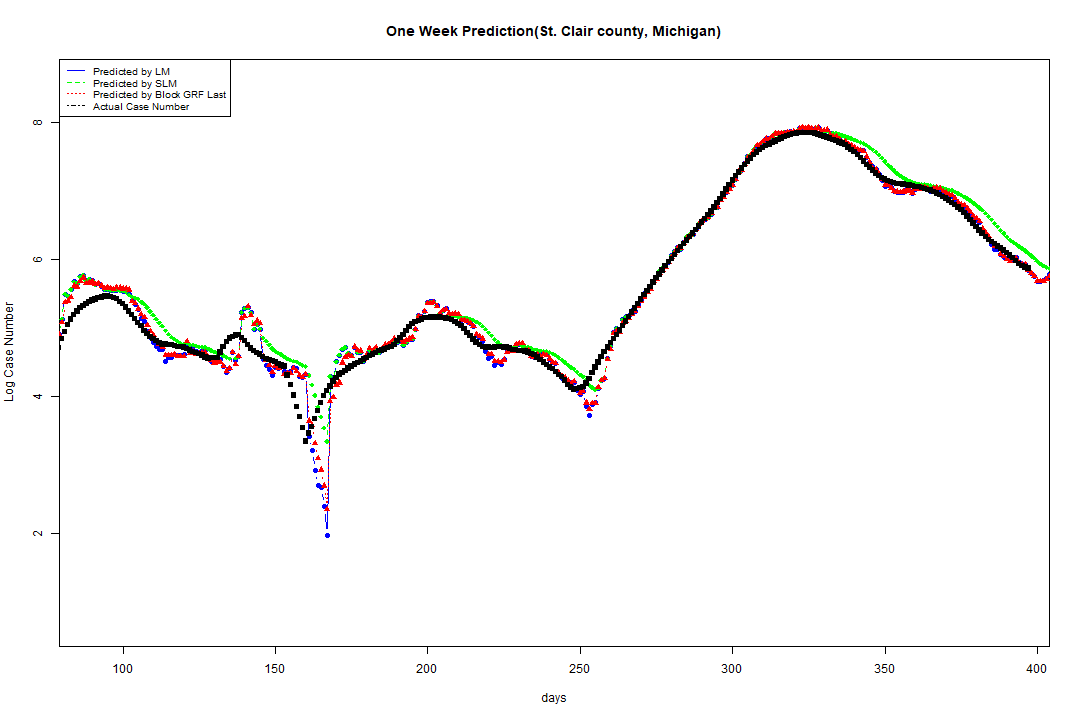 One Week Prediction(St. Clair county, Michigan)
Predicted by LM
Predicted by SLM
Predicted by Block GRF Last
Actual Case Number
8
6
4
2
Log Case Number
100 150 200 250 300 350 400
days